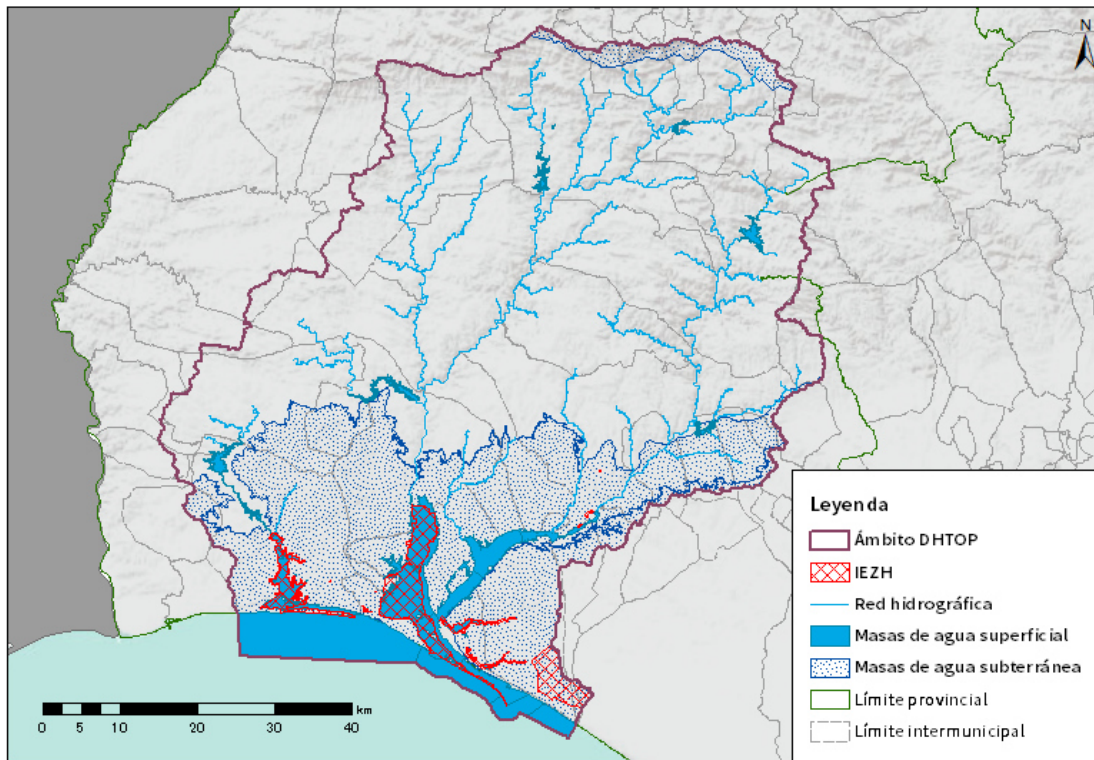 N
Leyenda
Ámbito DHTOP
IEZH
Red hidrográfica
Masas de agua superficial
Masas de agua subterránea
Límite provincial
Límite intermunicipal
km
0 5 10 20 30 40